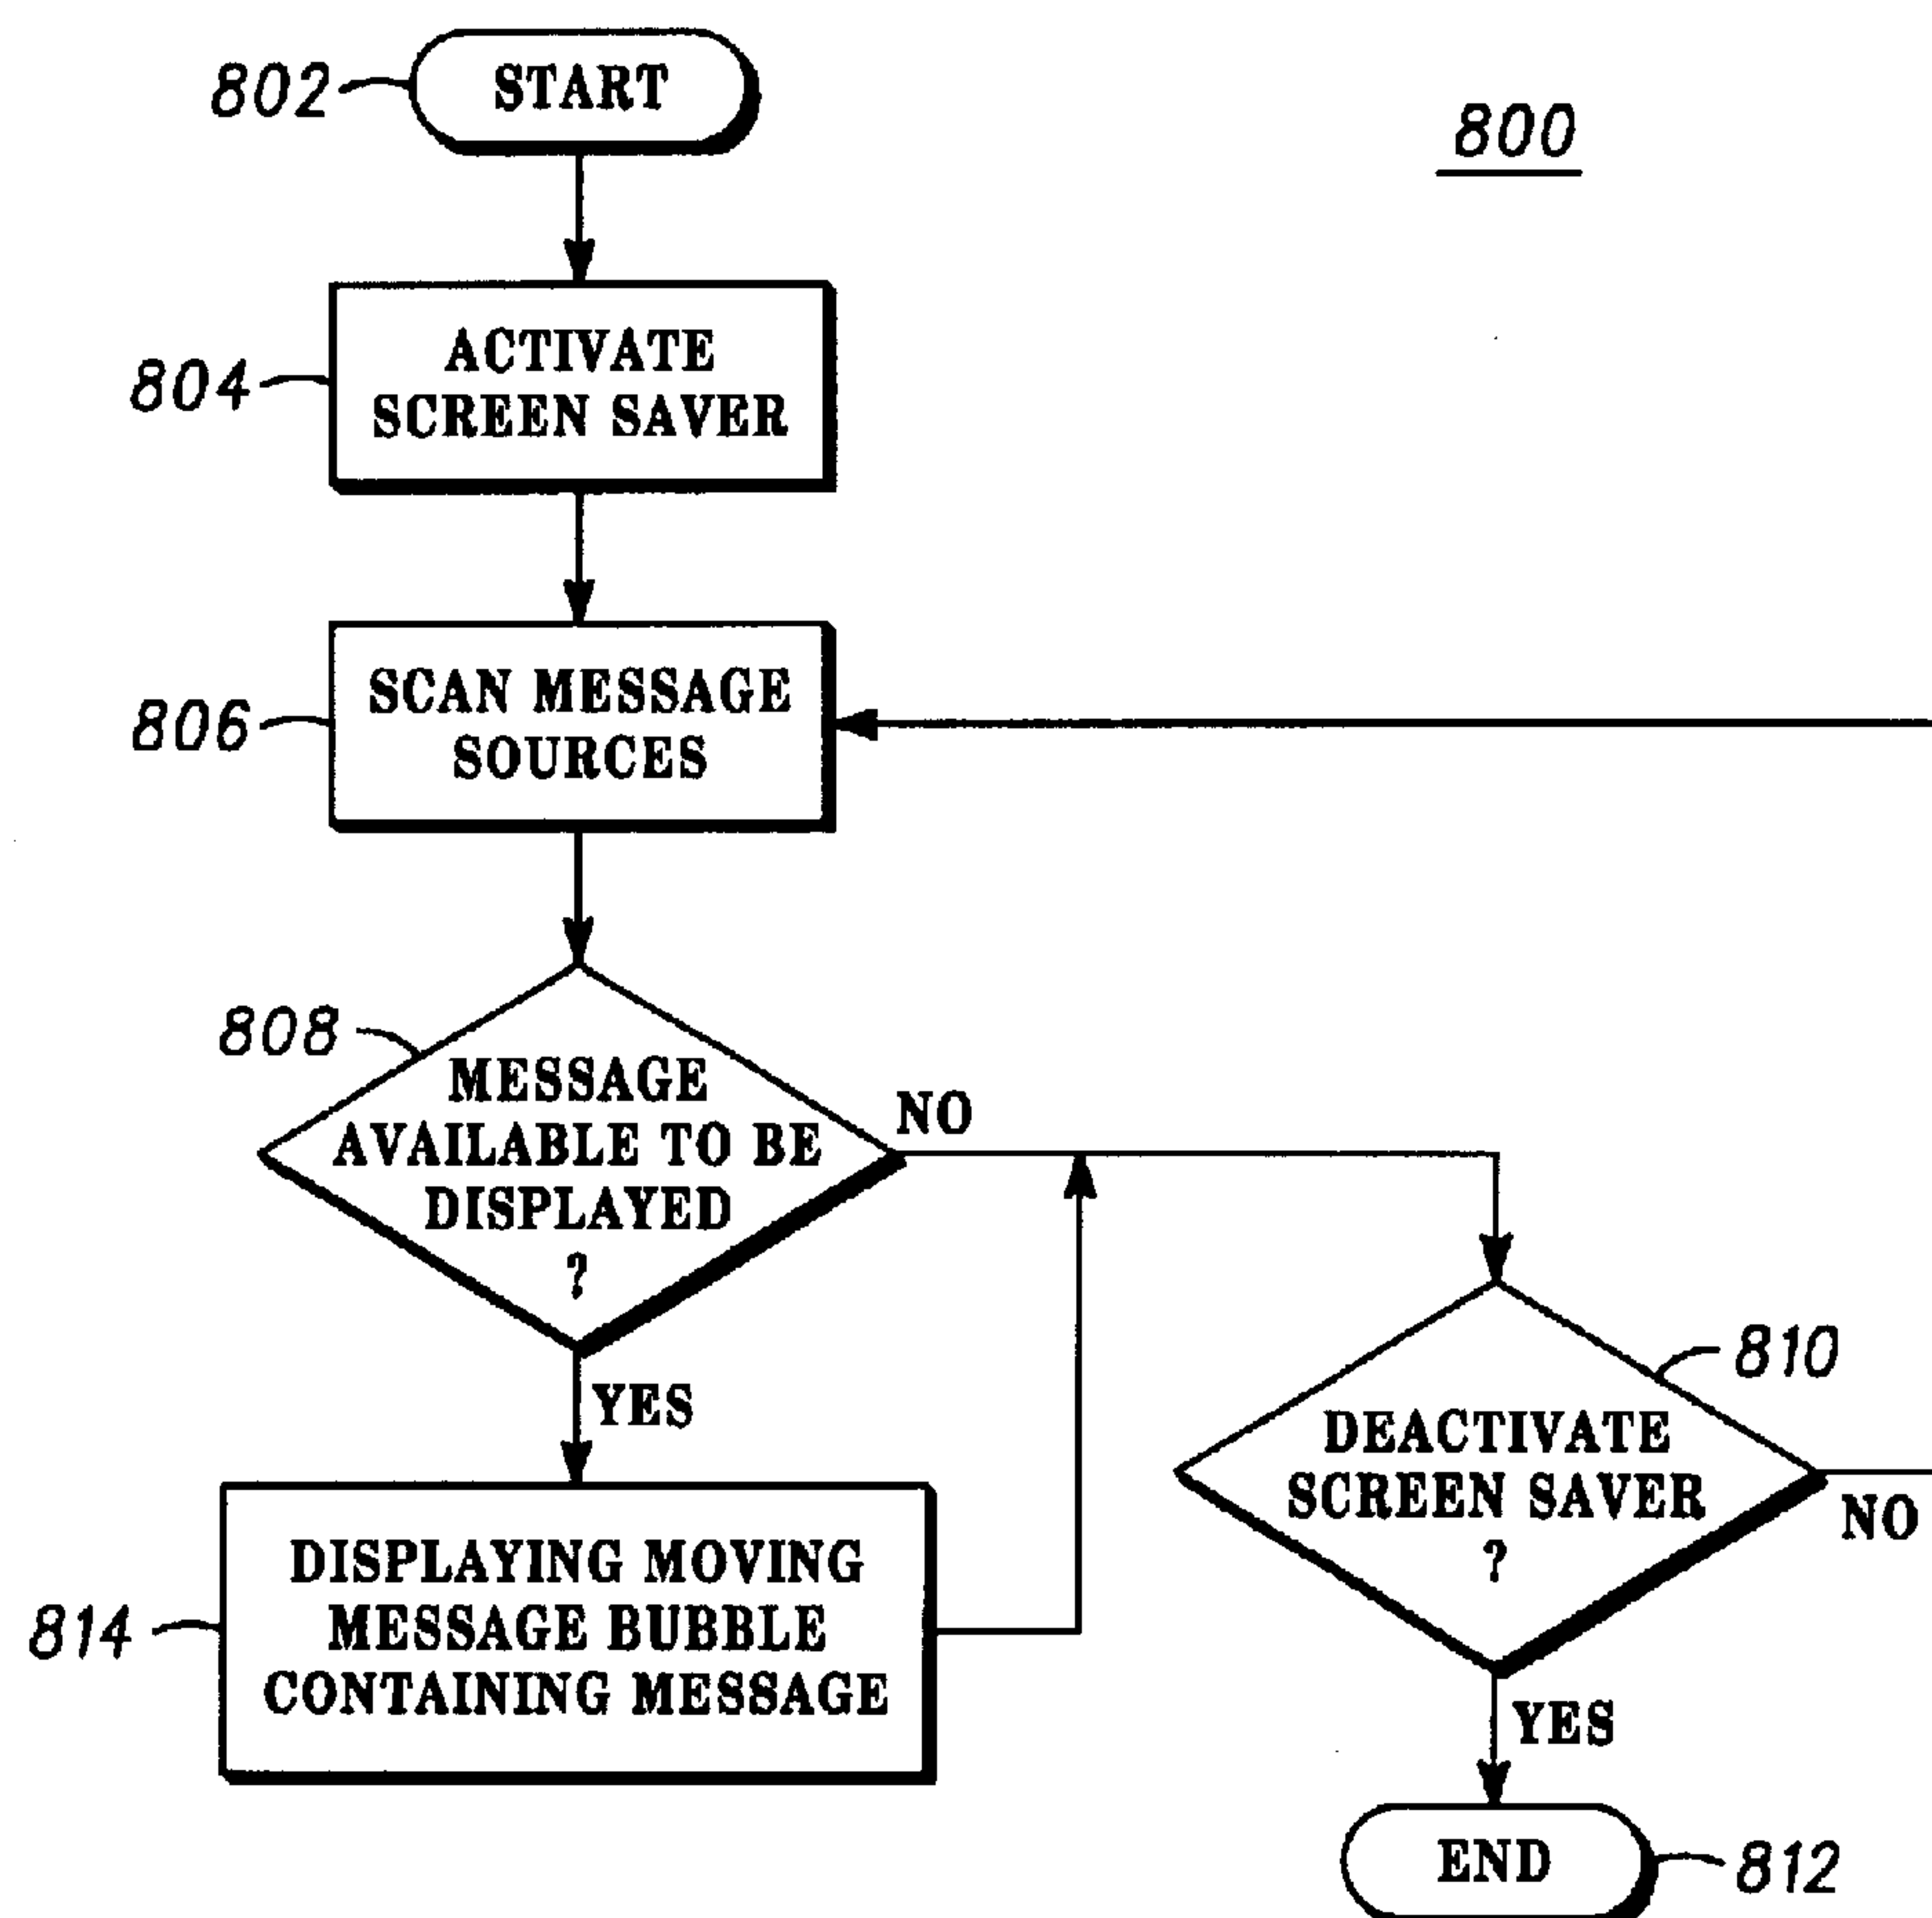 802
START
800
804
ACTIVATE
SCREEN SAVER
806
SCAN MESSAGE
SOURCES
808
MESSAGE
AVAILABLE TO BE
DISPLAYED
?
NO
YES
810
DEACTIVATE
SCREEN SAVER
?
NO
814
DISPLAYING MOVING
MESSAGE BUBBLE
CONTAINING MESSAGE
YES
END
812